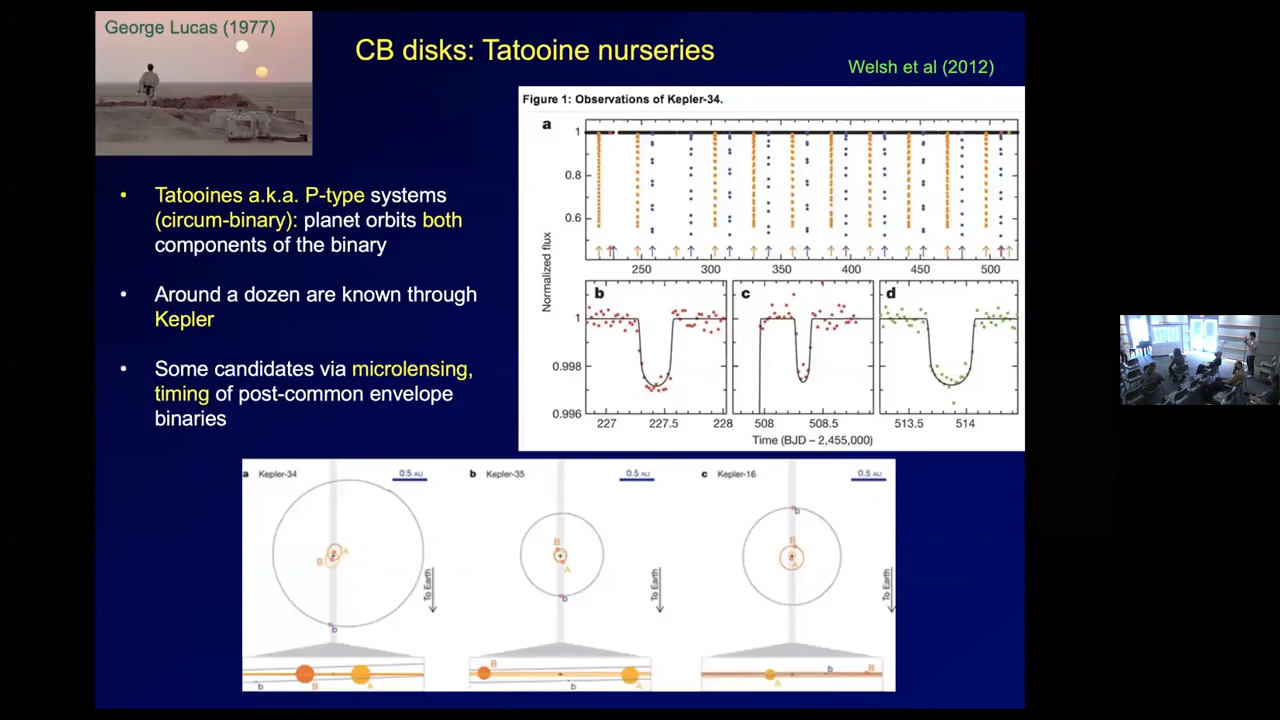 George Lucas (1977)
CB disks: Tatooine nurseries
Welsh et al (2012)
• Tatooines a.k.a. P-type systems
(circum-binary): planet orbits both
components of the binary
• Around a dozen are known through
Kepler
• Some candidates via microlensing,
timing of post-common envelope
binaries
Figure 1: Observations of Kepler-34.
a
1
0.8
0.6
250 300 350 400 450 500
Normalized flux
b c d
1
0.998
0.996
227 227.5 228 508 508.5 513.5 514
Time (BJD − 2,455,000)
a Kepler-34 0.5 AU
B A
b
To Earth
b B A
b Kepler-35 0.5 AU
B
A
b
To Earth
B b A
c Kepler-16 0.5 AU
b
B
A
To Earth
A b B